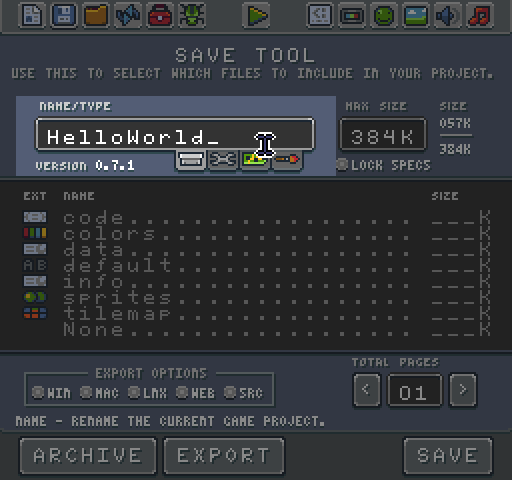 SAVE TOOL
USE THIS TO SELECT WHICH FILES TO INCLUDE IN YOUR PROJECT.
NAME/TYPE MAX SIZE SIZE
HelloWorld_ 384K 057K
384K
VERSION 0.7.1 LOCK SPECS
EXT NAME SIZE
code.................. ___K
colors................ ___K
data.................. ___K
AB default............... ___K
info.................. ___K
sprites............... ___K
tilemap............... ___K
None.................. ___K
EXPORT OPTIONS TOTAL PAGES
WIN MAC LNX WEB SRC < 01 >
NAME - RENAME THE CURRENT GAME PROJECT.
ARCHIVE EXPORT SAVE